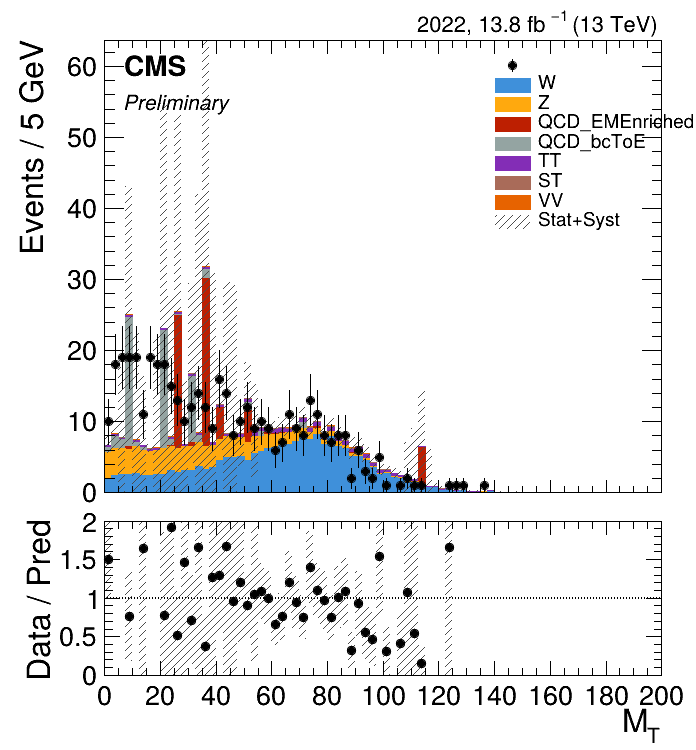 2022, 13.8 fb⁻¹ (13 TeV)
CMS
Preliminary
W
Z
QCD_EMEnriched
QCD_bcToE
TT
ST
VV
Stat+Syst
Events / 5 GeV
60
50
40
30
20
10
0
Data / Pred
2
1.5
1
0.5
0
0 20 40 60 80 100 120 140 160 180 200
M_T